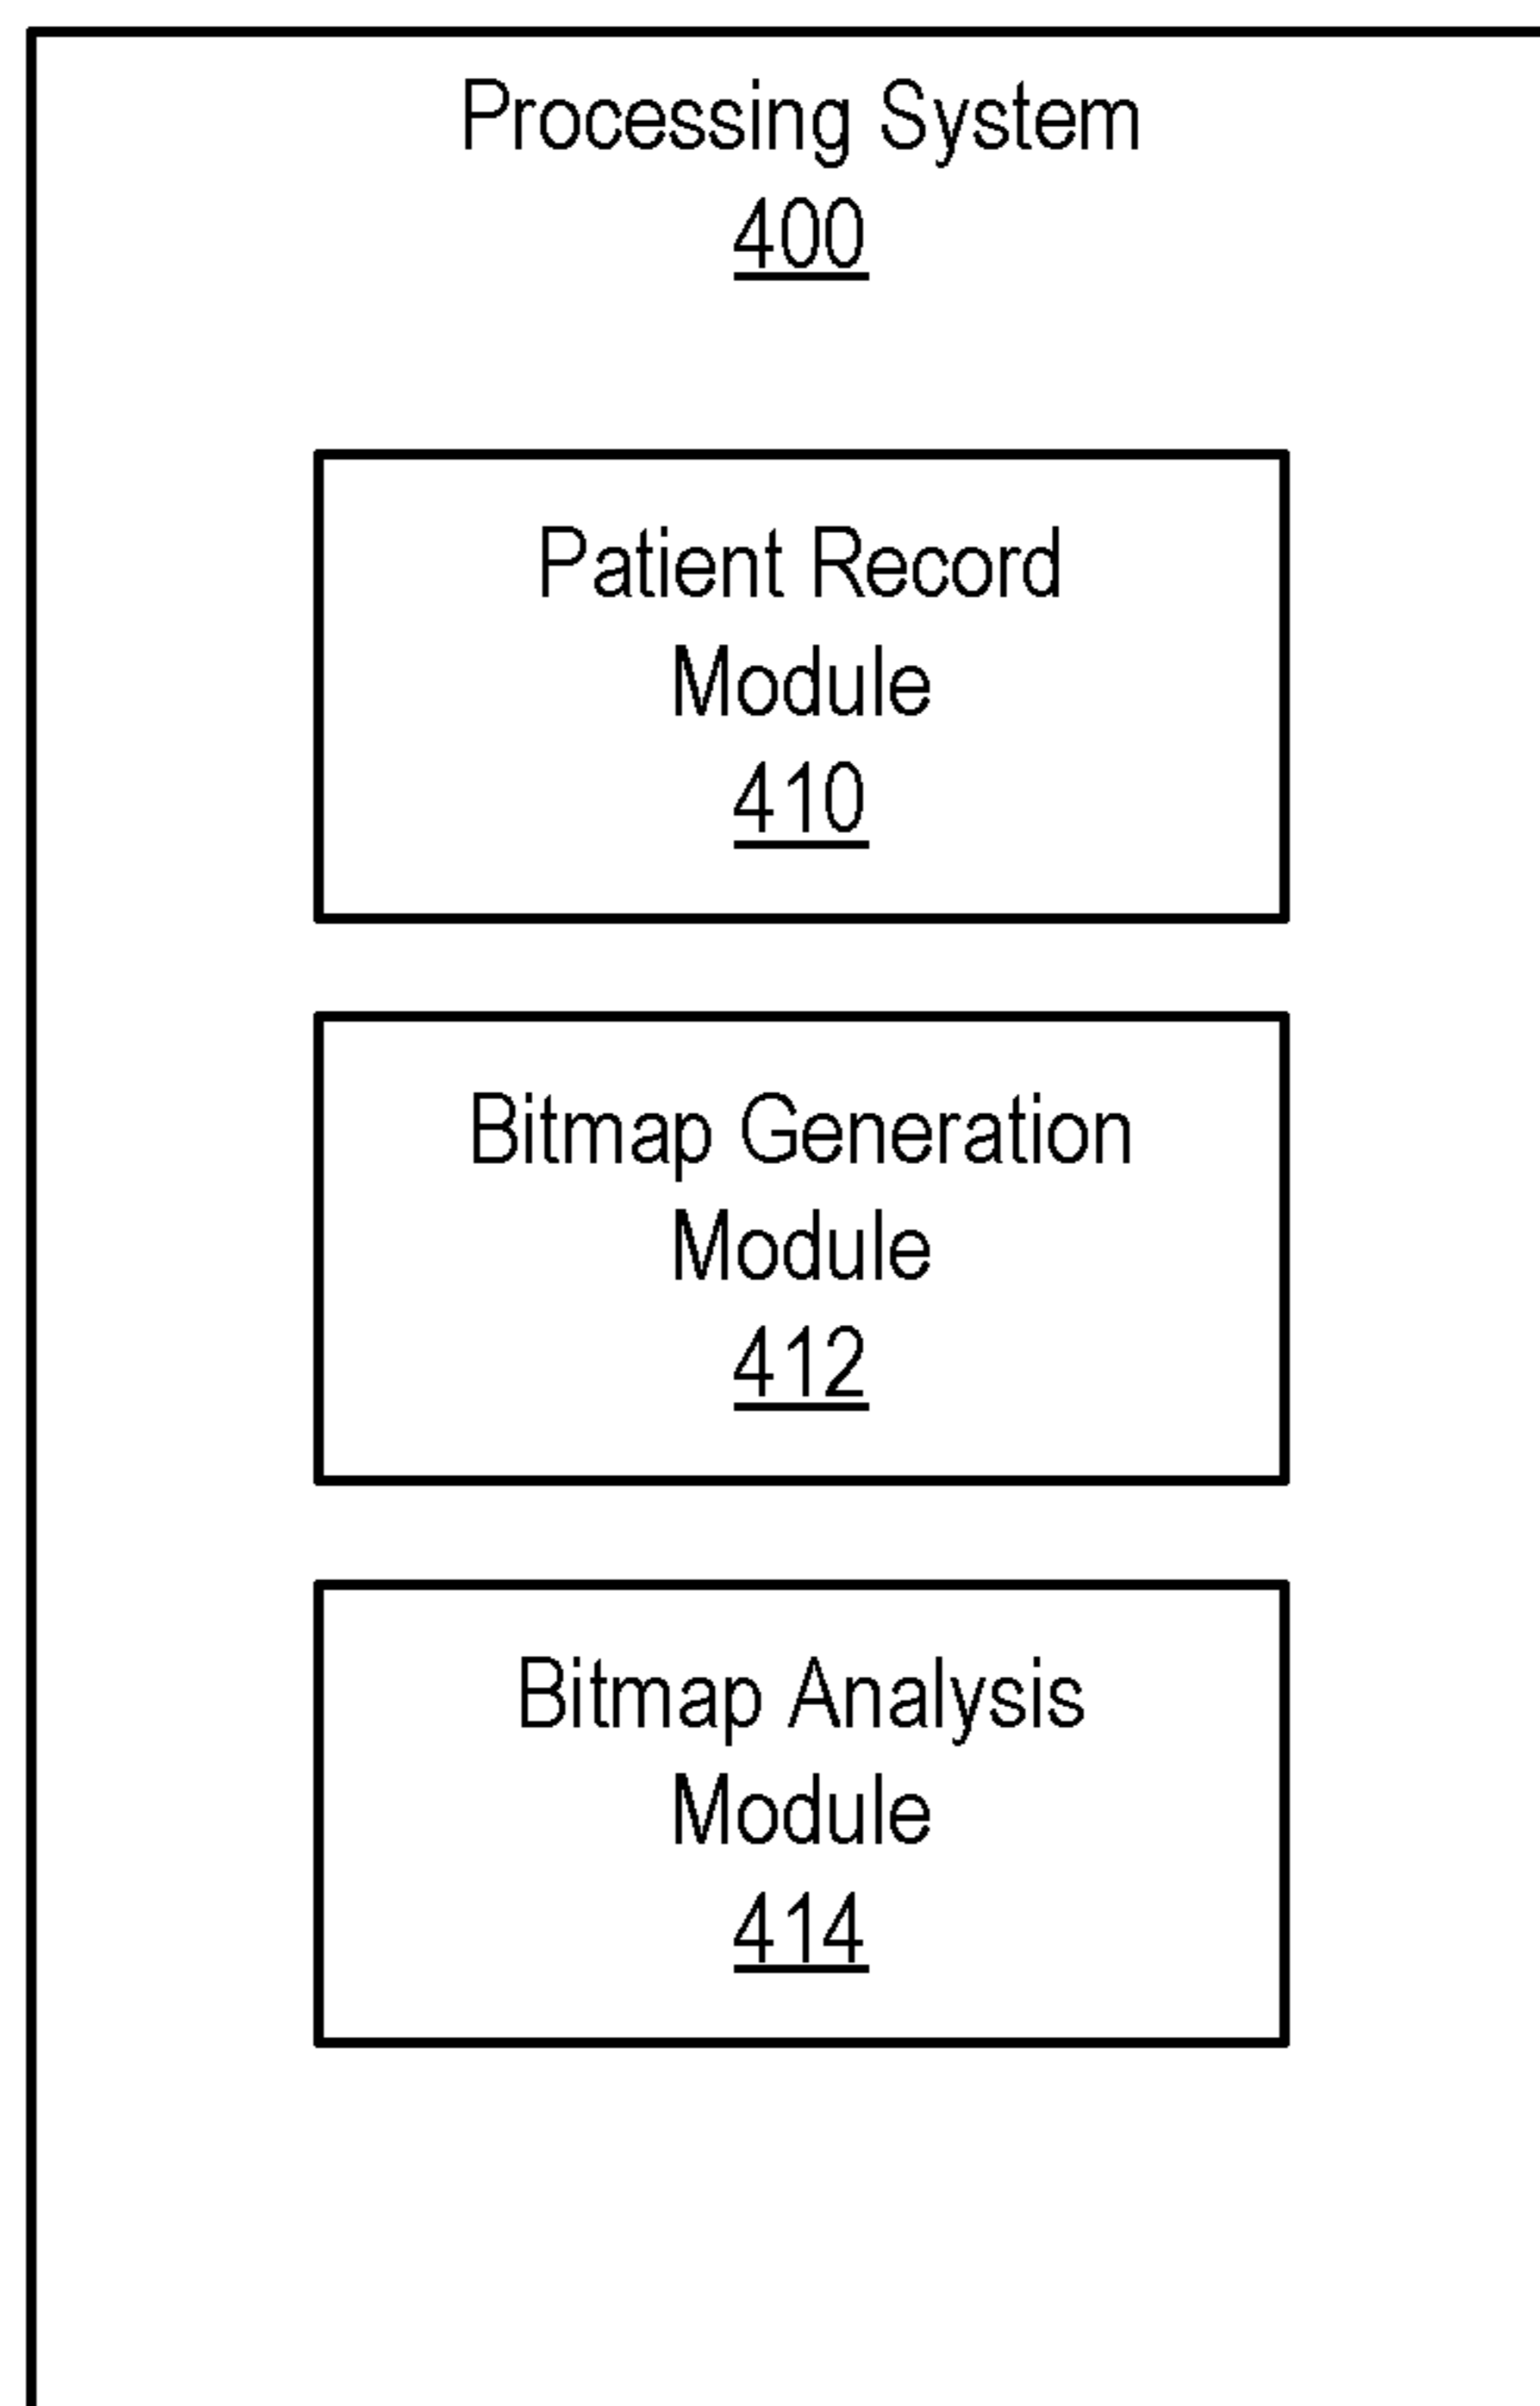 Processing System
400
Patient Record
Module
410
Bitmap Generation
Module
412
Bitmap Analysis
Module
414